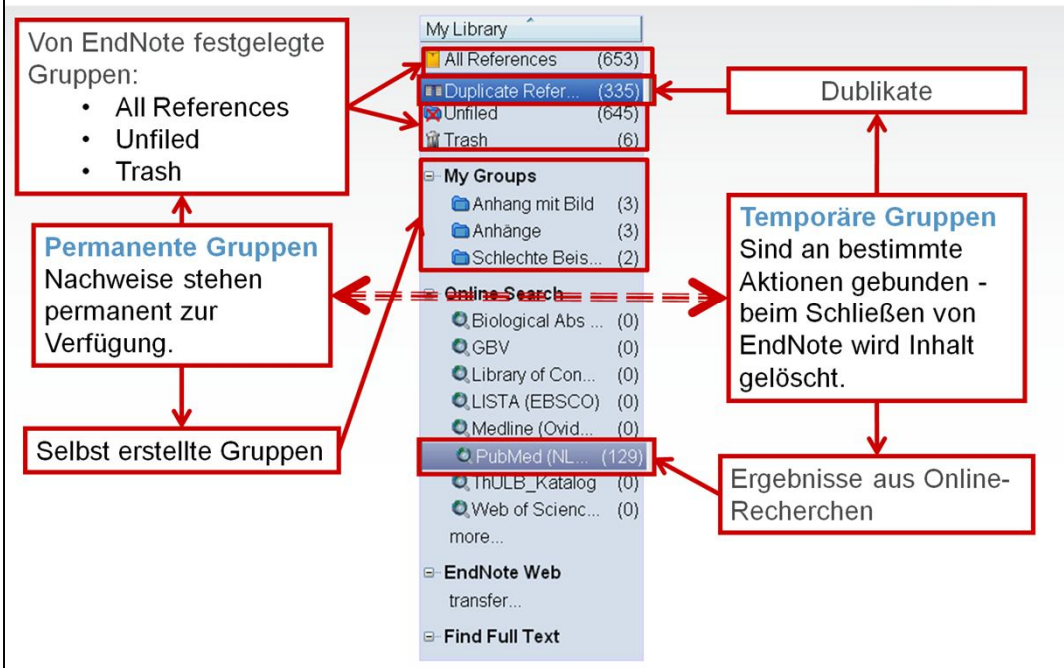 Von EndNote festgelegte
Gruppen:
• All References
• Unfiled
• Trash
Permanente Gruppen
Nachweise stehen
permanent zur
Verfügung.
Selbst erstellte Gruppen
My Library
All References (653)
Duplicate Refer... (335)
Unfiled (645)
Trash (6)
My Groups
Anhang mit Bild (3)
Anhänge (3)
Schlechte Beis... (2)
Online Search
Biological Abs ... (0)
GBV (0)
Library of Con... (0)
LISTA (EBSCO) (0)
Medline (Ovid... (0)
PubMed (NL... (129)
ThULB_Katalog (0)
Web of Scienc... (0)
more...
EndNote Web
transfer...
Find Full Text
Dublikate
Temporäre Gruppen
Sind an bestimmte
Aktionen gebunden -
beim Schließen von
EndNote wird Inhalt
gelöscht.
Ergebnisse aus Online-
Recherchen